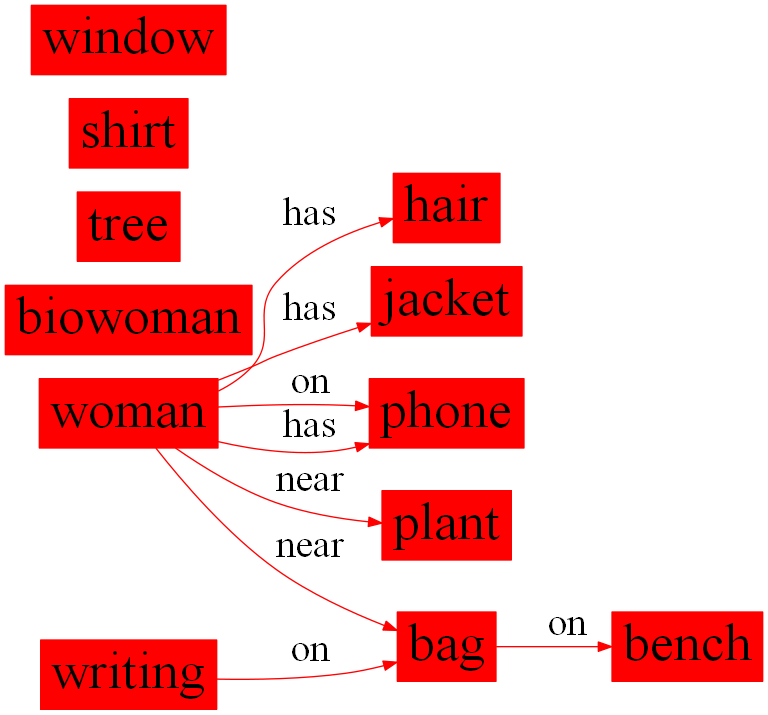 window
shirt
tree
biowoman
woman
writing
has
has
on
has
near
near
on
hair
jacket
phone
plant
bag
on
bench